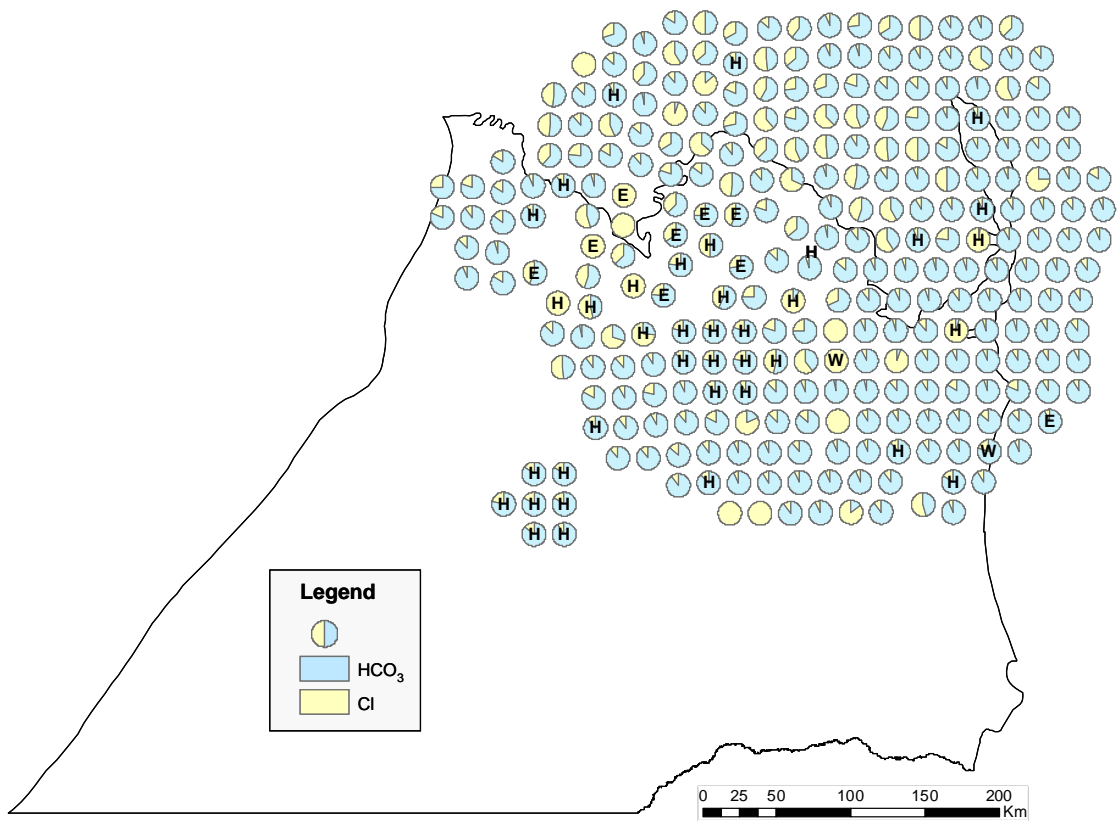 H
H
H
H
E
H E E H
E
E H H H
H
E H E
H E H H
H H
H H H H H
H H H H W
H H
H E
H W
H H H H
H H H
H H
Legend
HCO3
Cl
0 25 50 100 150 200
Km